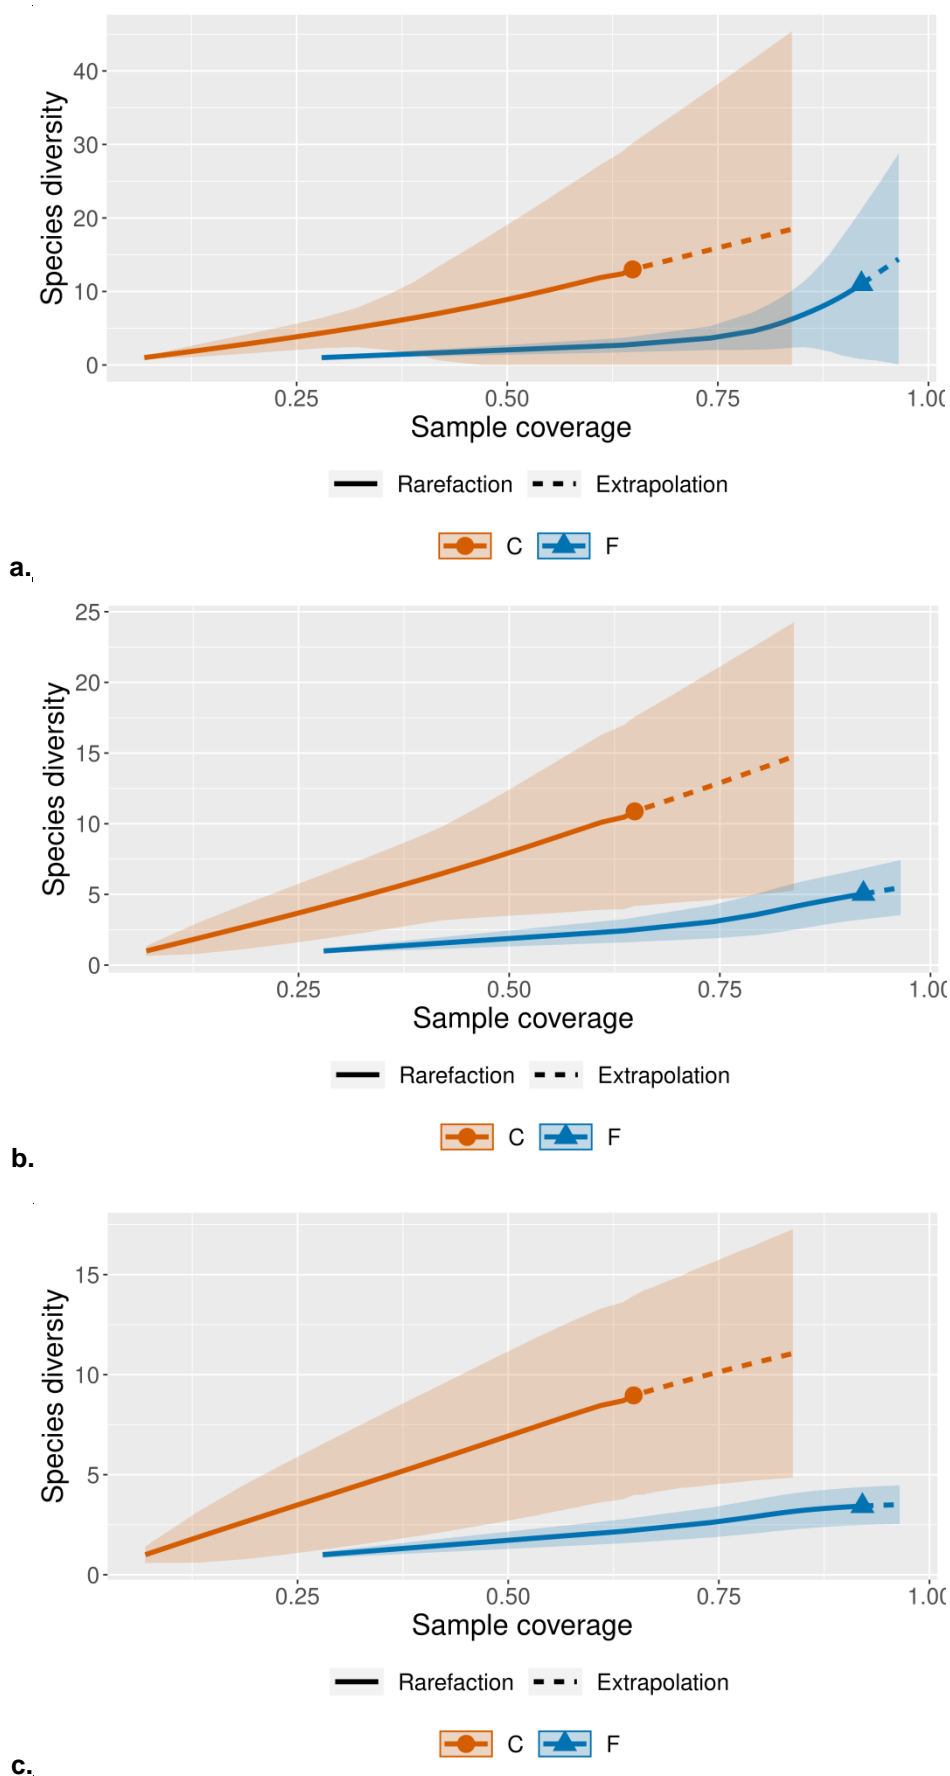 Species diversity
40
30
20
10
0
0.25 0.50 0.75 1.00
Sample coverage
Rarefaction Extrapolation
C F
a.
Species diversity
25
20
15
10
5
0
0.25 0.50 0.75 1.00
Sample coverage
Rarefaction Extrapolation
C F
b.
Species diversity
15
10
5
0
0.25 0.50 0.75 1.00
Sample coverage
Rarefaction Extrapolation
C F
c.